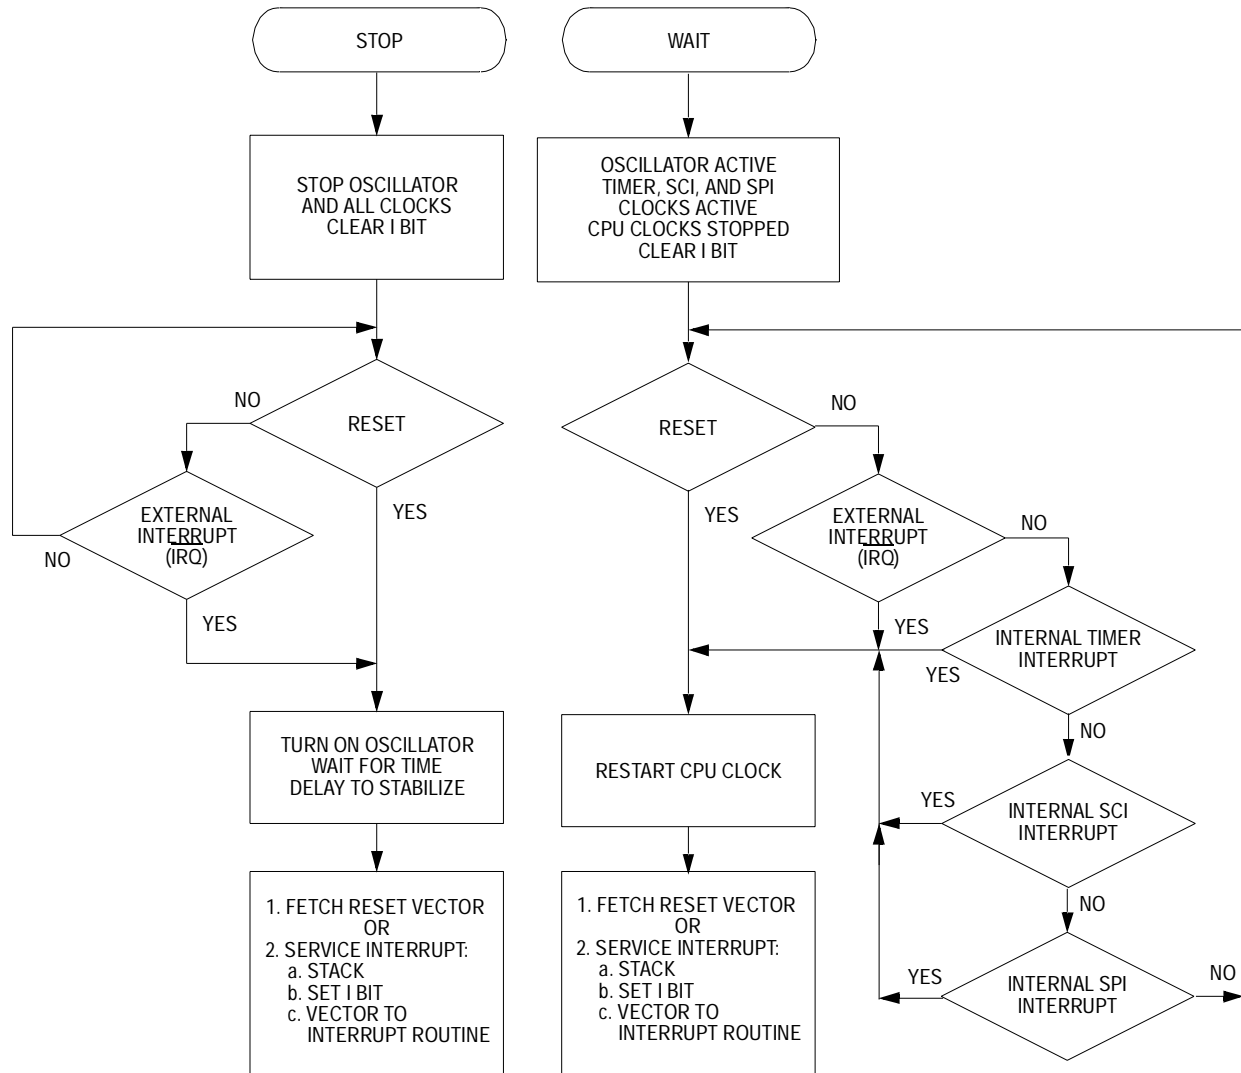 STOP
STOP OSCILLATOR
AND ALL CLOCKS
CLEAR I BIT
RESET
NO
YES
EXTERNAL
INTERRUPT
(IRQ)
NO
YES
TURN ON OSCILLATOR
WAIT FOR TIME
DELAY TO STABILIZE
1. FETCH RESET VECTOR
OR
2. SERVICE INTERRUPT:
a. STACK
b. SET I BIT
c. VECTOR TO
INTERRUPT ROUTINE
WAIT
OSCILLATOR ACTIVE
TIMER, SCI, AND SPI
CLOCKS ACTIVE
CPU CLOCKS STOPPED
CLEAR I BIT
RESET
NO
YES
EXTERNAL
INTERRUPT
(IRQ)
NO
YES
INTERNAL TIMER
INTERRUPT
YES
NO
INTERNAL SCI
INTERRUPT
YES
NO
INTERNAL SPI
INTERRUPT
YES
NO
RESTART CPU CLOCK
1. FETCH RESET VECTOR
OR
2. SERVICE INTERRUPT:
a. STACK
b. SET I BIT
c. VECTOR TO
INTERRUPT ROUTINE